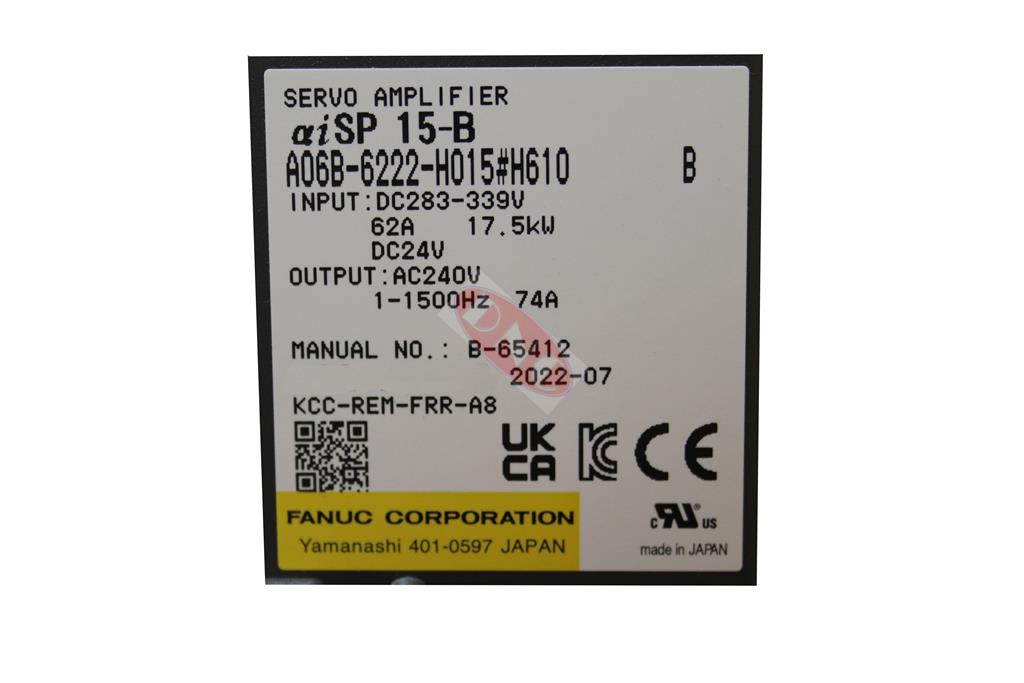 SERVO AMPLIFIER
αiSP 15-B
A06B-6222-H015#H610 B
INPUT:DC283-339V
62A 17.5kW
DC24V
OUTPUT:AC240V
1-1500Hz 74A
MANUAL NO.: B-65412
2022-07
KCC-REM-FRR-A8
UK
CA
KC
CE
FANUC CORPORATION
Yamanashi 401-0597 JAPAN
c RU® US
made in JAPAN